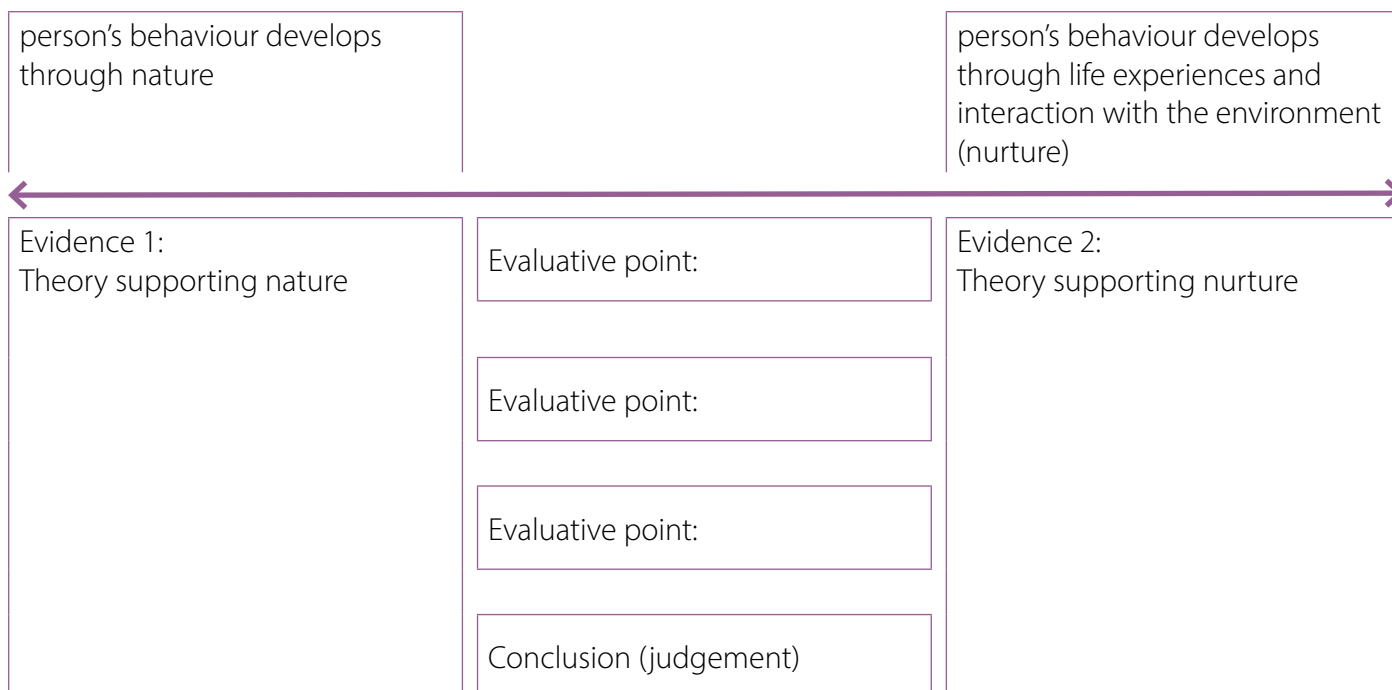 person’s behaviour develops
through nature
person’s behaviour develops
through life experiences and
interaction with the environment
(nurture)
Evidence 1:
Theory supporting nature
Evaluative point:
Evaluative point:
Evaluative point:
Conclusion (judgement)
Evidence 2:
Theory supporting nurture